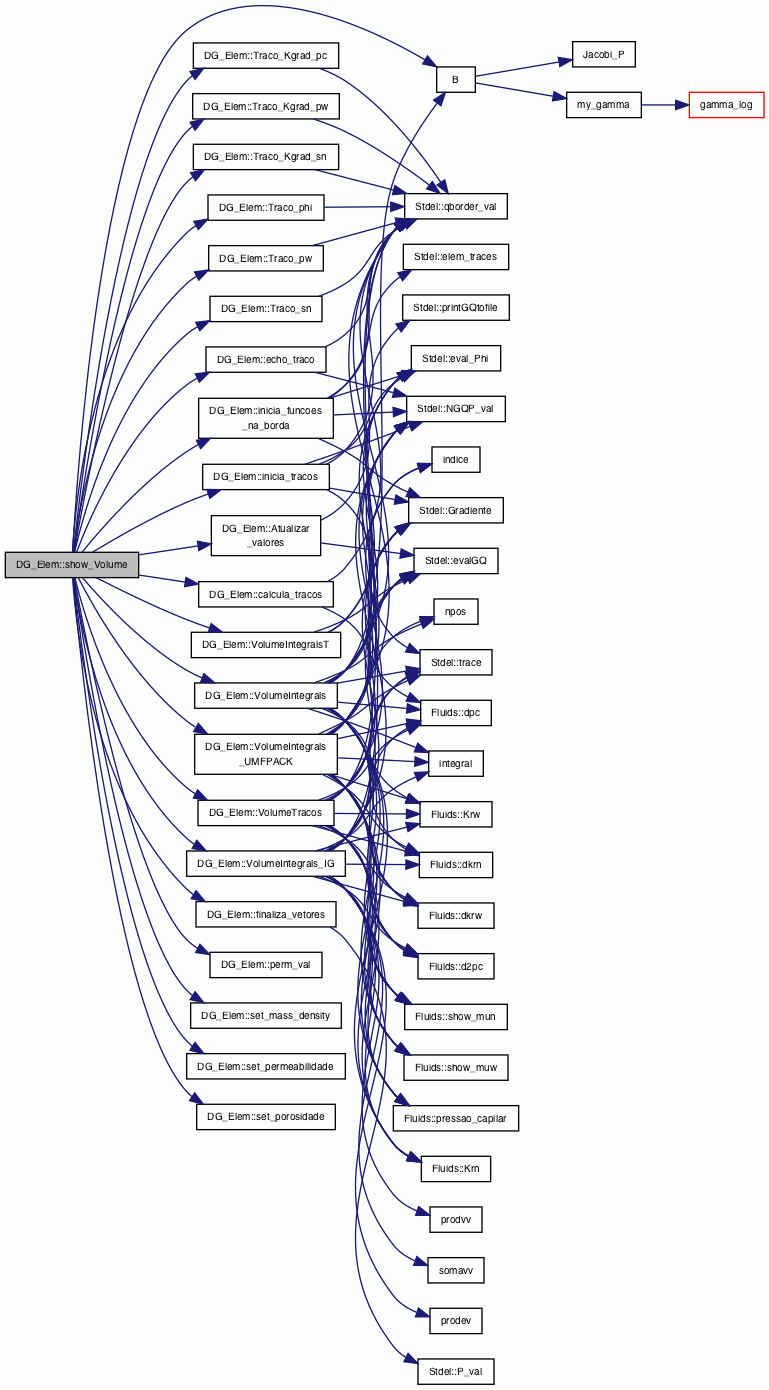 DG_Elem::show_Volume
DG_Elem::Traco_Kgrad_pc
DG_Elem::Traco_Kgrad_pw
DG_Elem::Traco_Kgrad_sn
DG_Elem::Traco_phi
DG_Elem::Traco_pw
DG_Elem::Traco_sn
DG_Elem::echo_traco
DG_Elem::inicia_funcoes
_na_borda
DG_Elem::inicia_tracos
DG_Elem::Atualizar
_valores
DG_Elem::calcula_tracos
DG_Elem::VolumeIntegralsT
DG_Elem::VolumeIntegrals
DG_Elem::VolumeIntegrals
_UMFPACK
DG_Elem::VolumeTracos
DG_Elem::VolumeIntegrals_IG
DG_Elem::finaliza_vetores
DG_Elem::perm_val
DG_Elem::set_mass_density
DG_Elem::set_permeabilidade
DG_Elem::set_porosidade
B
Stdel::qborder_val
Stdel::elem_traces
Stdel::printGQtofile
Stdel::eval_Phi
Stdel::NGQP_val
indice
Stdel::Gradiente
Stdel::evalGQ
npos
Stdel::trace
Fluids::dpc
integral
Fluids::Krw
Fluids::dkrn
Fluids::dkrw
Fluids::d2pc
Fluids::show_mun
Fluids::show_muw
Fluids::pressao_capilar
Fluids::Krn
prodvv
somavv
prodev
Stdel::P_val
Jacobi_P
my_gamma
gamma_log